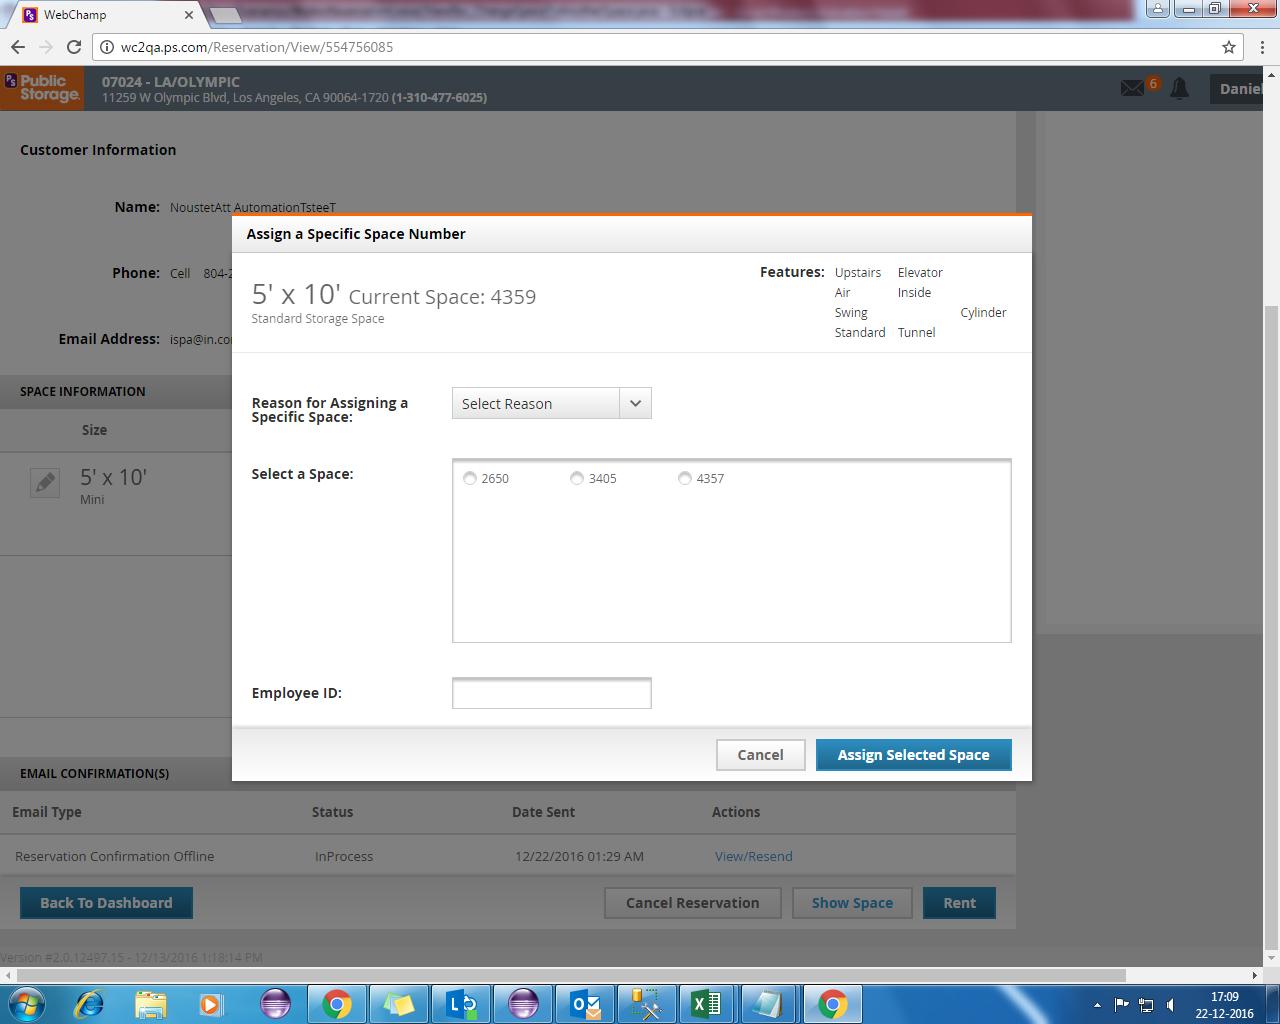 WebChamp
wc2qa.ps.com/Reservation/View/554756085
Public Storage.
07024 - LA/OLYMPIC
11259 W Olympic Blvd, Los Angeles, CA 90064-1720 (1-310-477-6025)
6
Daniel
Customer Information
Name: NoustetAtt AutomationTsteeT
Phone: Cell 804-2
Email Address: ispa@in.co
SPACE INFORMATION
Size
5' x 10'
Mini
Assign a Specific Space Number
5' x 10' Current Space: 4359
Standard Storage Space
Features: Upstairs Elevator
Air Inside
Swing Cylinder
Standard Tunnel
Reason for Assigning a
Specific Space:
Select Reason
Select a Space:
2650 3405 4357
Employee ID:
Cancel Assign Selected Space
EMAIL CONFIRMATION(S)
Email Type Status Date Sent Actions
Reservation Confirmation Offline InProcess 12/22/2016 01:29 AM View/Resend
Back To Dashboard Cancel Reservation Show Space Rent
Version #2.0.12497.15 - 12/13/2016 1:18:14 PM
17:09
22-12-2016